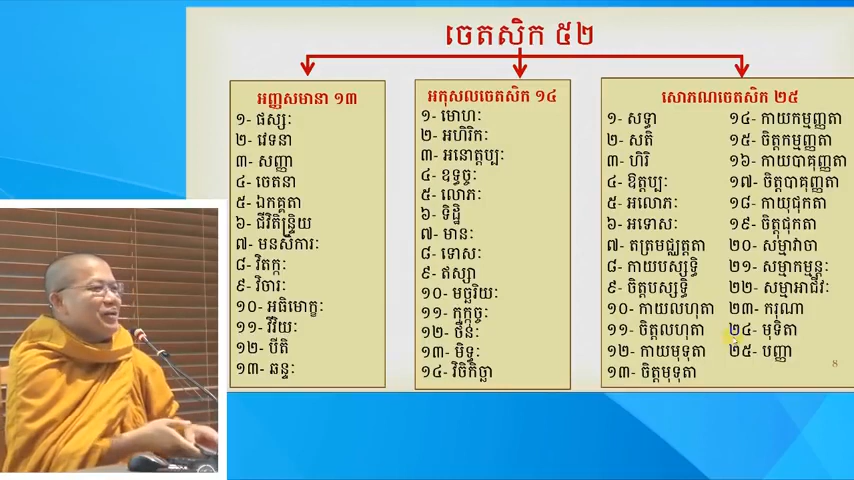 ចេតសិក ៥២
អញ្ញសមានា ១៣
១- ផស្សៈ
២- វេទនា
៣- សញ្ញា
៤- ចេតនា
៥- ឯកគ្គតា
៦- ជីវិតិន្ទ្រិយ
៧- មនសិការៈ
៨- វិតក្កៈ
៩- វិចារៈ
១០- អធិមោក្ខៈ
១១- វីរិយៈ
១២- បីតិ
១៣- ឆន្ទៈ
អកុសលចេតសិក ១៤
១- មោហៈ
២- អហិរិកៈ
៣- អនោត្តប្បៈ
៤- ឧទ្ធច្ចៈ
៥- លោភៈ
៦- ទិដ្ឋិ
៧- មានៈ
៨- ទោសៈ
៩- ឥស្សា
១០- មច្ឆរិយៈ
១១- កុក្កុច្ចៈ
១២- ថីនៈ
១៣- មិទ្ធៈ
១៤- វិចិកិច្ឆា
សោភណចេតសិក ២៥
១- សទ្ធា
២- សតិ
៣- ហិរិ
៤- ឱត្តប្បៈ
៥- អលោភៈ
៦- អទោសៈ
៧- តត្រមជ្ឈត្តតា
៨- កាយបស្សទ្ធិ
៩- ចិត្តបស្សទ្ធិ
១០- កាយលហុតា
១១- ចិត្តលហុតា
១២- កាយមុទុតា
១៣- ចិត្តមុទុតា
១៤- កាយកម្មញ្ញតា
១៥- ចិត្តកម្មញ្ញតា
១៦- កាយបាគុញ្ញតា
១៧- ចិត្តបាគុញ្ញតា
១៨- កាយុជុកតា
១៩- ចិត្តុជុកតា
២០- សម្មាវាចា
២១- សម្មាកម្មន្តៈ
២២- សម្មាអាជីវៈ
២៣- ករុណា
២៤- មុទិតា
២៥- បញ្ញា
8